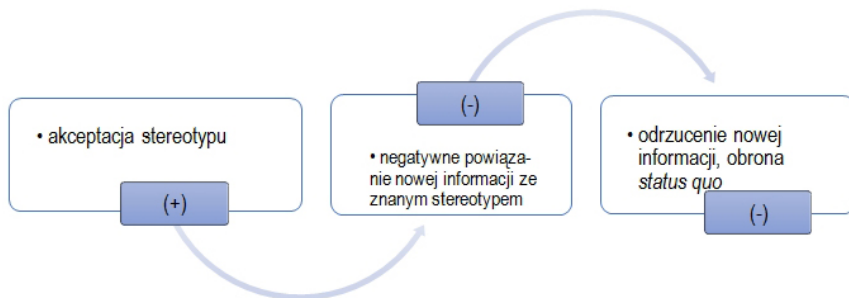 • akceptacja stereotypu
(+)
(-)
• negatywne powiąza-
nie nowej informacji ze
znanym stereotypem
• odrzucenie nowej
informacji, obrona
status quo
(-)